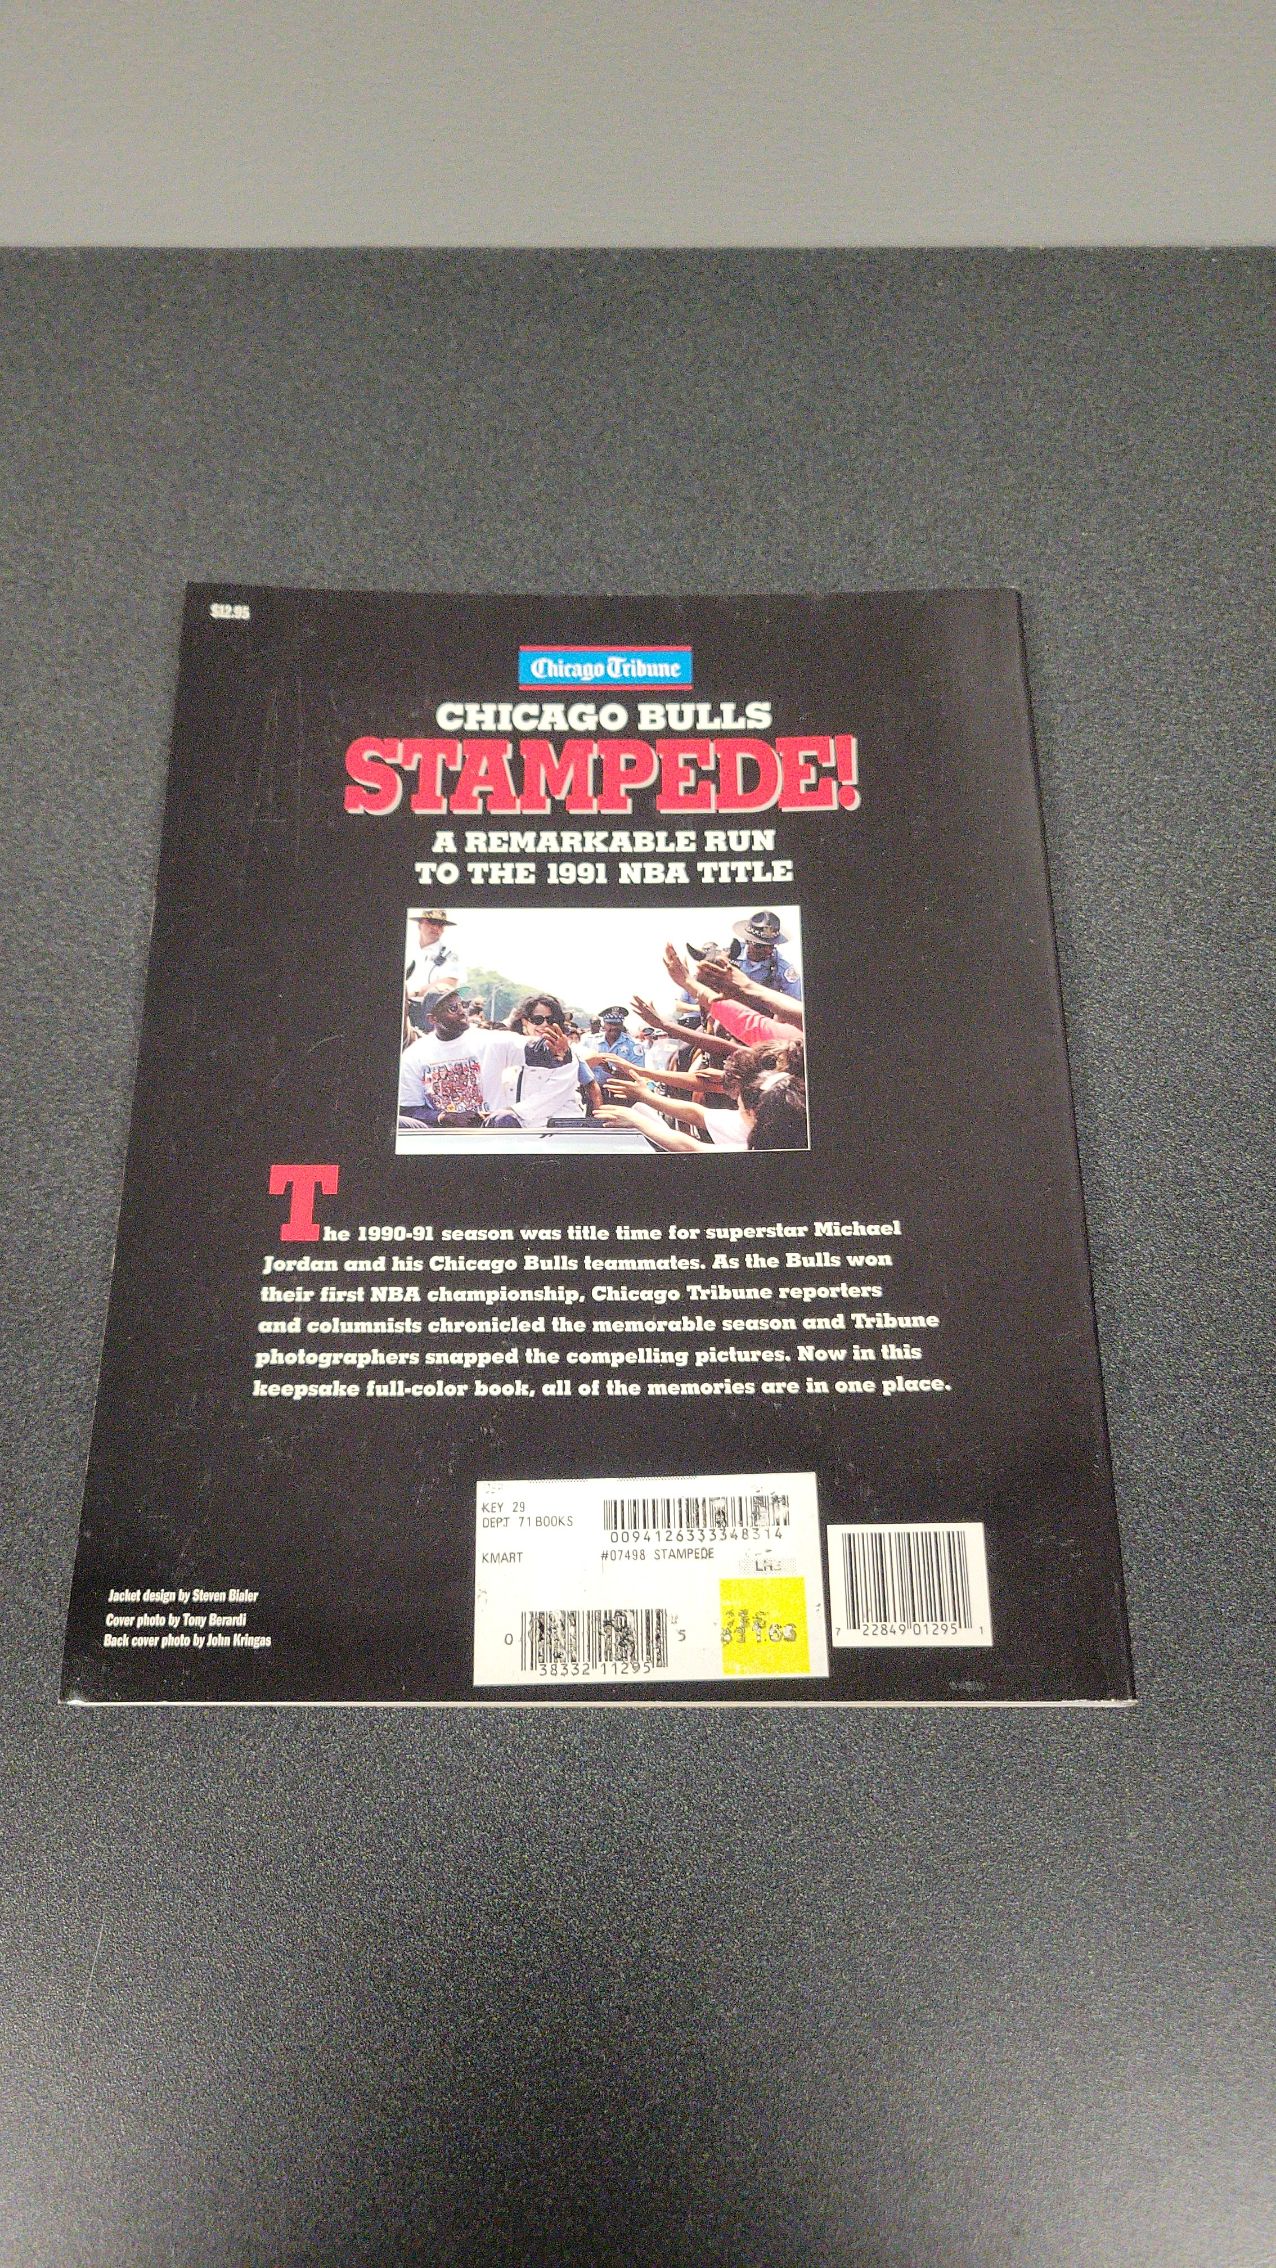 $12.95
Chicago Tribune
CHICAGO BULLS
STAMPEDE!
A REMARKABLE RUN
TO THE 1991 NBA TITLE
The 1990-91 season was title time for superstar Michael
Jordan and his Chicago Bulls teammates. As the Bulls won
their first NBA championship, Chicago Tribune reporters
and columnists chronicled the memorable season and Tribune
photographers snapped the compelling pictures. Now in this
keepsake full-color book, all of the memories are in one place.
KEY 29
DEPT 71 BOOKS
0094126333348314
KMART
#07498 STAMPEDE
0 38332 11295 5
7 22849 01295 1
Jacket design by Steven Bialer
Cover photo by Tony Berardi
Back cover photo by John Kringas